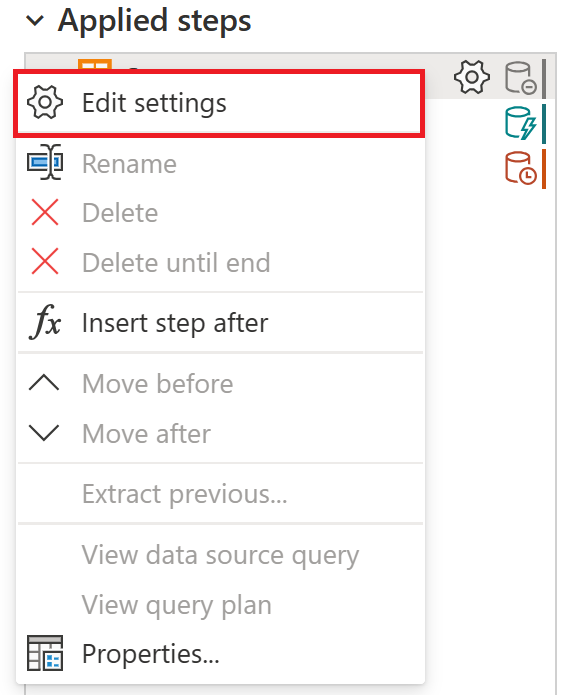 Applied steps
Edit settings
Rename
Delete
Delete until end
fx Insert step after
Move before
Move after
Extract previous...
View data source query
View query plan
Properties...